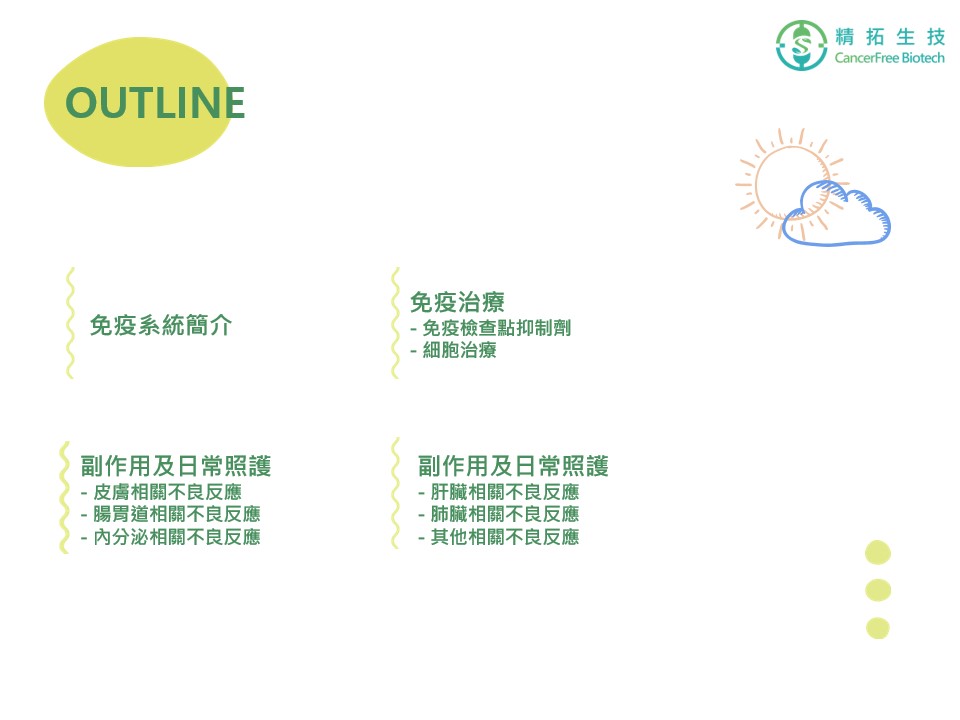 精拓生技
CancerFree Biotech
OUTLINE
免疫系統簡介
免疫治療
- 免疫檢查點抑制劑
- 細胞治療
副作用及日常照護
- 皮膚相關不良反應
- 腸胃道相關不良反應
- 內分泌相關不良反應
副作用及日常照護
- 肝臟相關不良反應
- 肺臟相關不良反應
- 其他相關不良反應